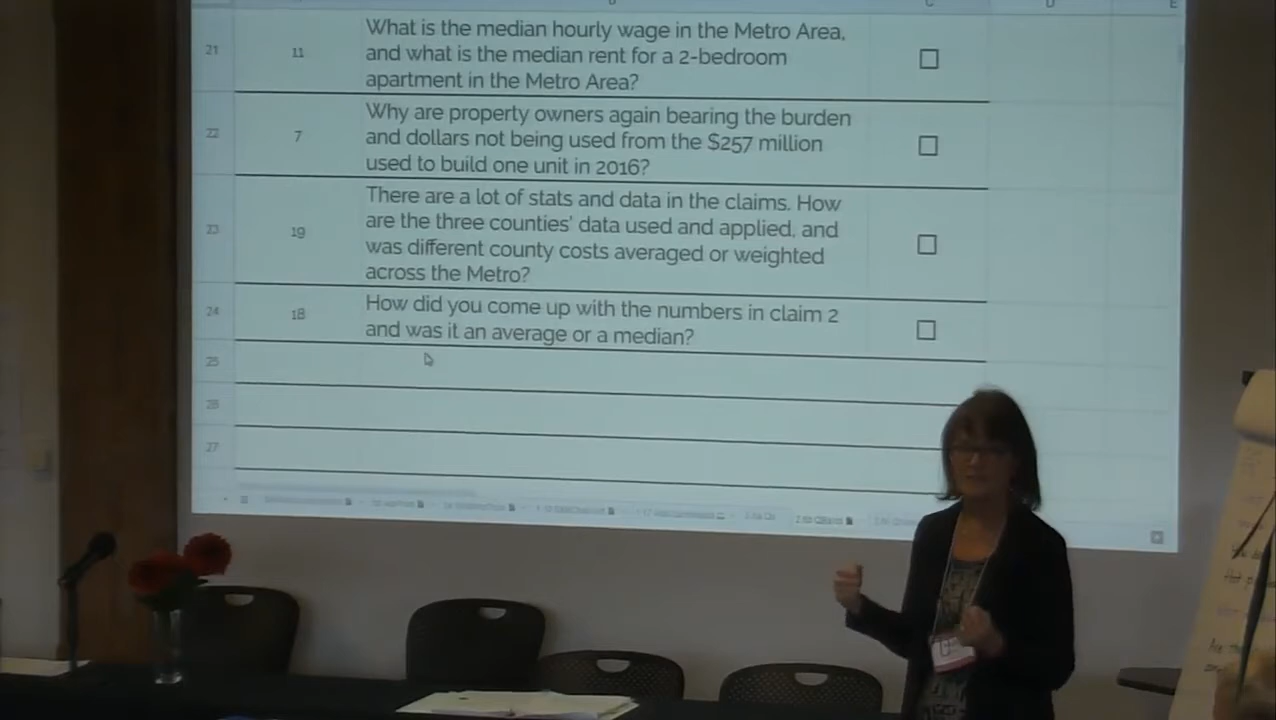 B C D E
21 11 What is the median hourly wage in the Metro Area,
and what is the median rent for a 2-bedroom
apartment in the Metro Area?
22 7 Why are property owners again bearing the burden
and dollars not being used from the $257 million
used to build one unit in 2016?
23 19 There are a lot of stats and data in the claims. How
are the three counties' data used and applied, and
was different county costs averaged or weighted
across the Metro?
24 18 How did you come up with the numbers in claim 2
and was it an average or a median?
25
26
27